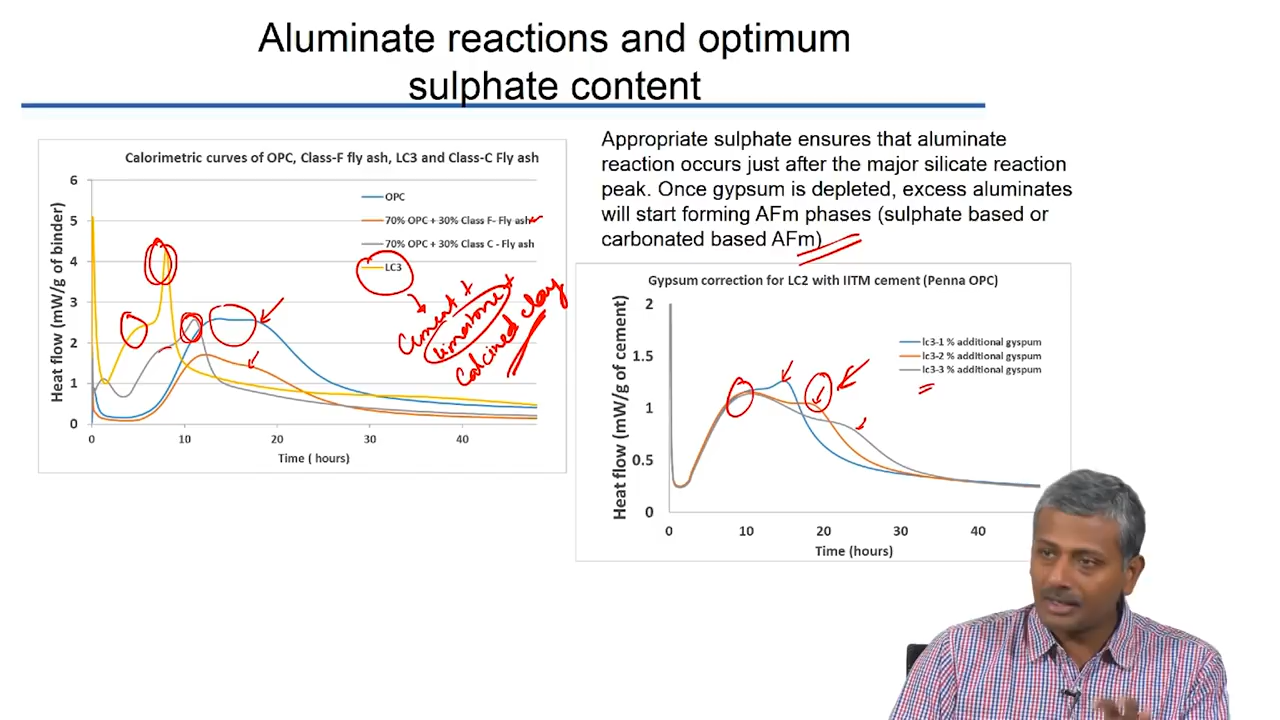 Aluminate reactions and optimum
sulphate content
Calorimetric curves of OPC, Class-F fly ash, LC3 and Class-C Fly ash
Heat flow (mW/g of binder)
6
5
4
3
2
1
0
OPC
70% OPC + 30% Class F- Fly ash
70% OPC + 30% Class C - Fly ash
LC3
Cement +
limestone +
Calcined clay
0 10 20 30 40
Time ( hours)
Appropriate sulphate ensures that aluminate
reaction occurs just after the major silicate reaction
peak. Once gypsum is depleted, excess aluminates
will start forming AFm phases (sulphate based or
carbonated based AFm)
Gypsum correction for LC2 with IITM cement (Penna OPC)
Heat flow (mW/g of cement)
2
1.5
1
0.5
0
lc3-1 % additional gyspum
lc3-2 % additional gyspum
lc3-3 % additional gyspum
0 10 20 30 40
Time (hours)